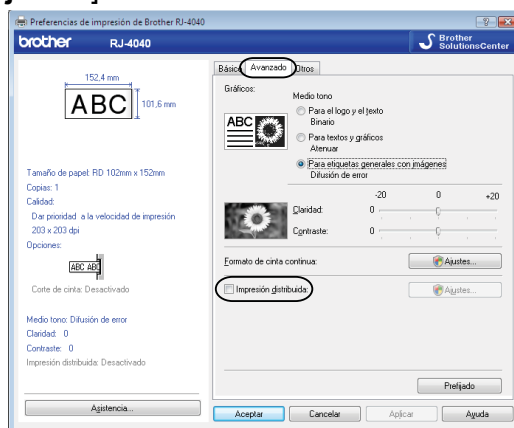 Preferencias de impresión de Brother RJ-4040
brother RJ-4040
Brother
SolutionsCenter
152,4 mm
ABC
101,6 mm
Tamaño de papel: RD 102mm x 152mm
Copias: 1
Calidad:
Dar prioridad a la velocidad de impresión
203 x 203 dpi
Opciones:
ABC ABC
Corte de cinta: Desactivado
Medio tono: Difusión de error
Claridad: 0
Contraste: 0
Impresión distribuida: Desactivado
Asistencia...
Básico Avanzado Otros
Gráficos:
Medio tono
ABC
Para el logo y el texto
Binario
Para textos y gráficos
Atenuar
Para etiquetas generales con imágenes
Difusión de error
-20 0 +20
Claridad: 0
Contraste: 0
Formato de cinta continua: Ajustes...
Impresión distribuida: Ajustes...
Prefijado
Aceptar Cancelar Aplicar Ayuda